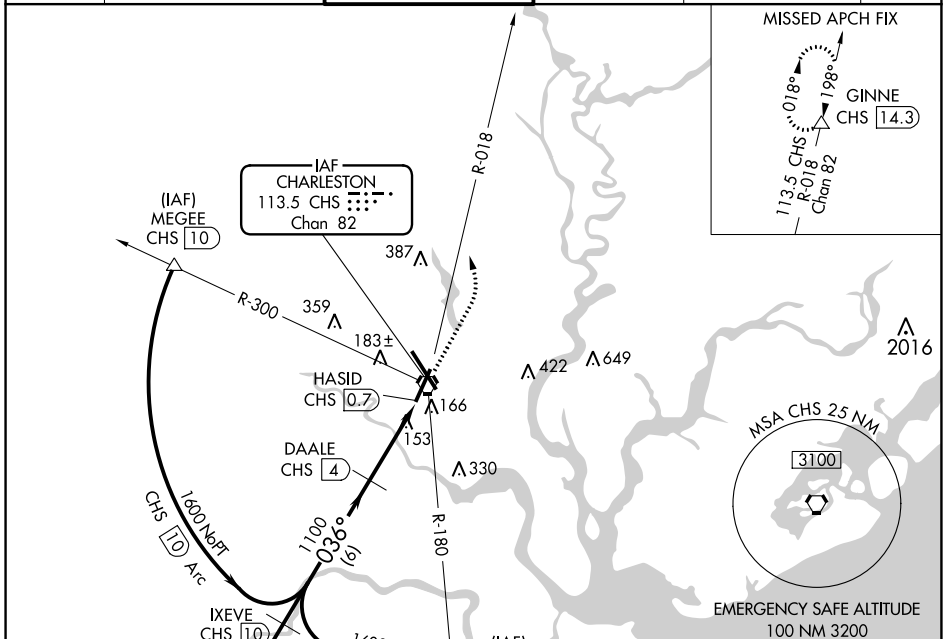 MISSED APCH FIX
018°
198°
GINNE
CHS 14.3
113.5 CHS
R-018
Chan 82
R-018
IAF
CHARLESTON
113.5 CHS
Chan 82
(IAF)
MEGEE
CHS 10
R-300
387
359
183±
422
649
2016
HASID
CHS 0.7
166
153
DAALE
CHS 4
330
MSA CHS 25 NM
3100
1600 NoPT
CHS 10 Arc
1100
036°
(6)
R-180
IXEVE
CHS 10
(IAF)
EMERGENCY SAFE ALTITUDE
100 NM 3200